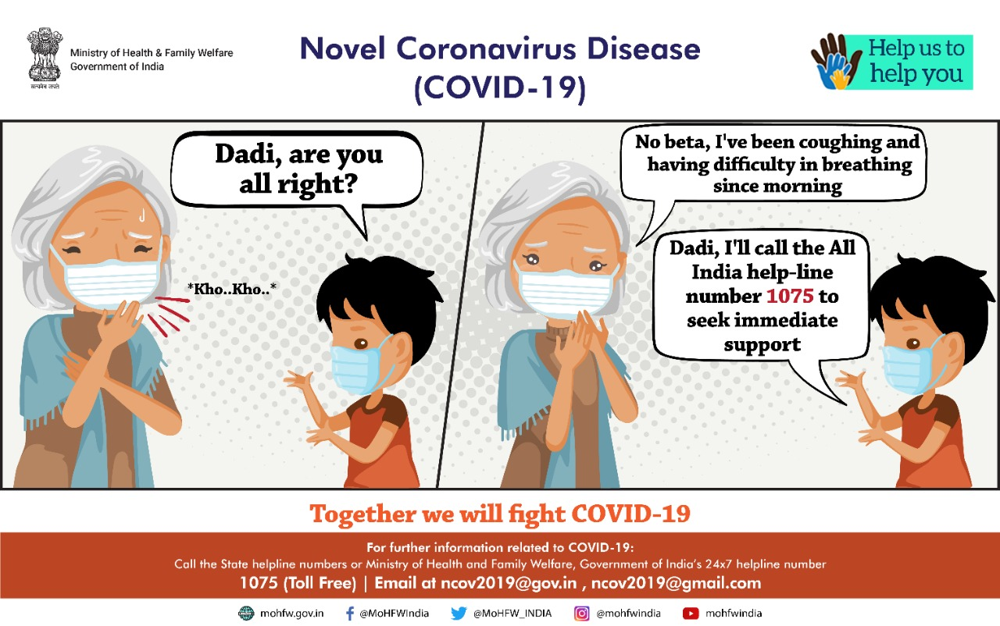 सत्यमेव जयते
Ministry of Health & Family Welfare
Government of India
Novel Coronavirus Disease
(COVID-19)
Help us to
help you
Dadi, are you
all right?
*Kho..Kho..*
No beta, I've been coughing and
having difficulty in breathing
since morning
Dadi, I'll call the All
India help-line
number 1075 to
seek immediate
support
Together we will fight COVID-19
For further information related to COVID-19:
Call the State helpline numbers or Ministry of Health and Family Welfare, Government of India's 24x7 helpline number
1075 (Toll Free) | Email at ncov2019@gov.in , ncov2019@gmail.com
mohfw.gov.in @MoHFWIndia @MoHFW_INDIA @mohfwindia mohfwindia